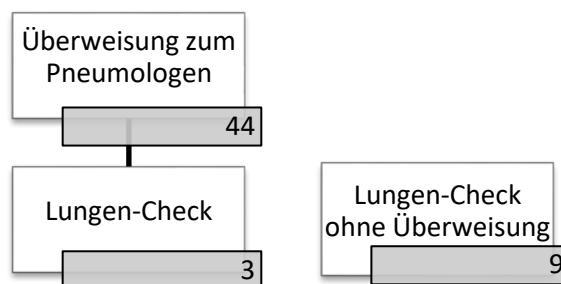 Überweisung zum
Pneumologen
44
Lungen-Check
3
Lungen-Check
ohne Überweisung
9